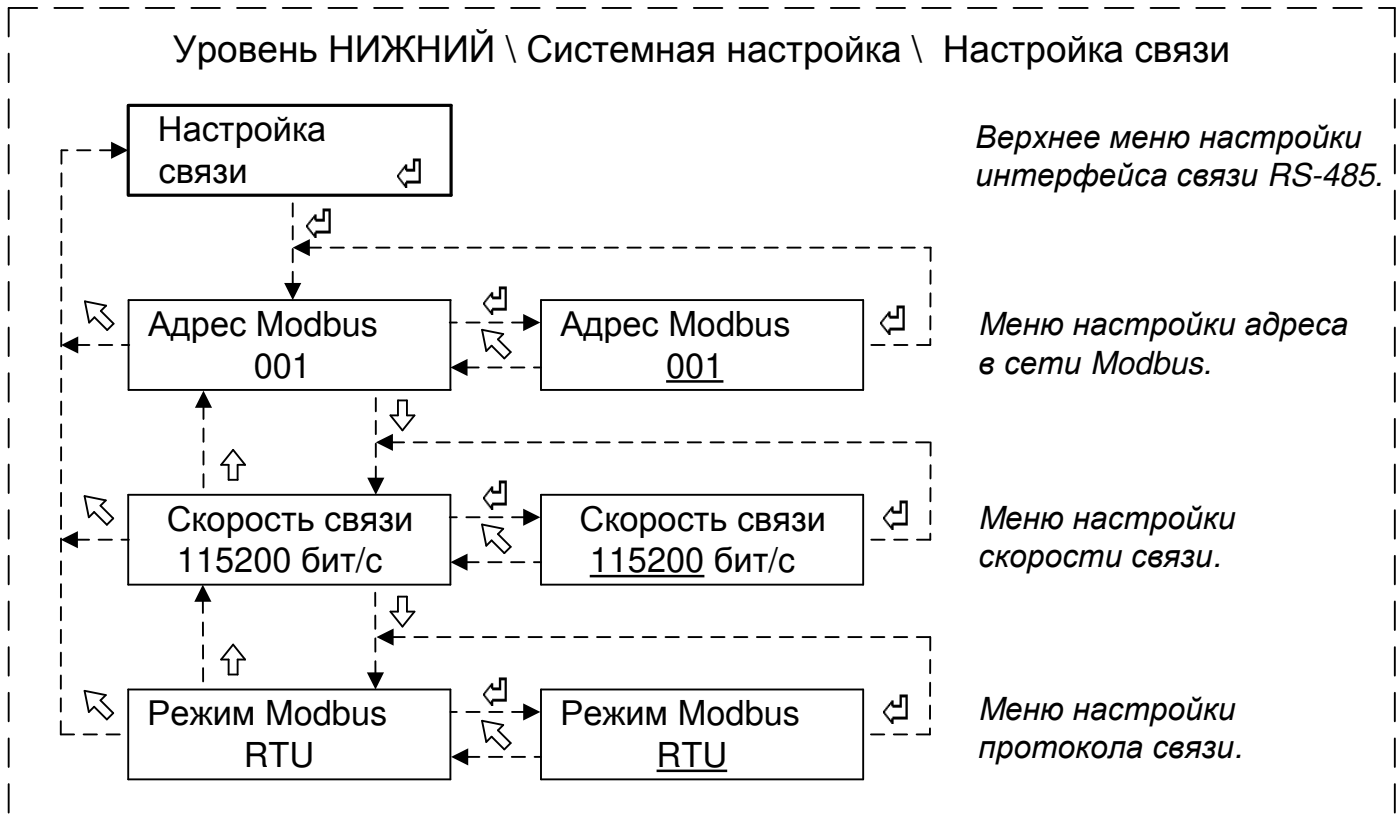 Уровень НИЖНИЙ \ Системная настройка \ Настройка связи
Настройка
связи
Верхнее меню настройки
интерфейса связи RS-485.
Адрес Modbus
001
Адрес Modbus
001
Меню настройки адреса
в сети Modbus.
Скорость связи
115200 бит/с
Скорость связи
115200 бит/с
Меню настройки
скорости связи.
Режим Modbus
RTU
Режим Modbus
RTU
Меню настройки
протокола связи.